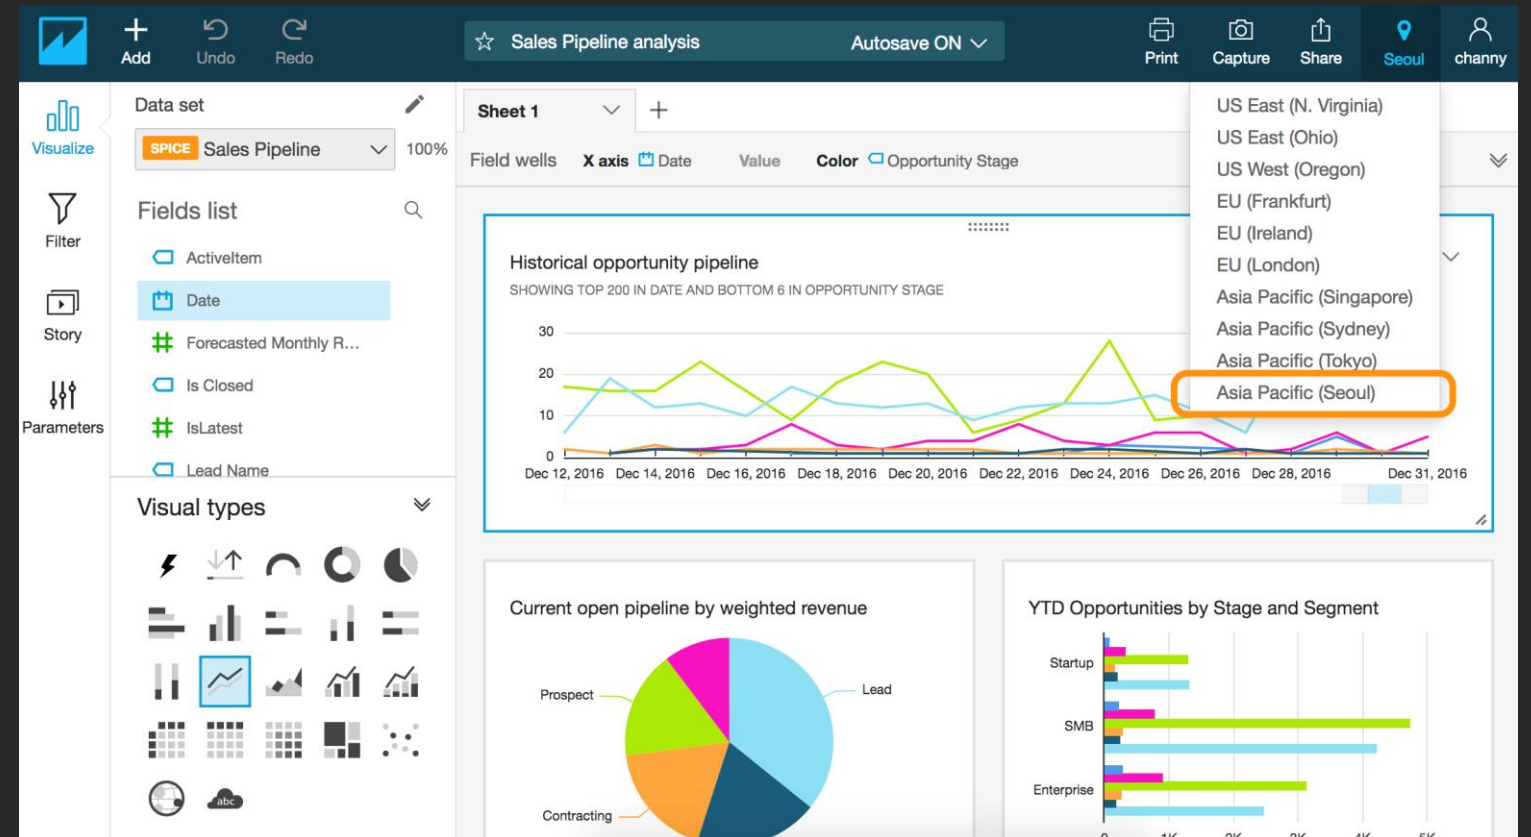 Add
Undo
Redo
Sales Pipeline analysis
Autosave ON
Print
Capture
Share
Seoul
channy
US East (N. Virginia)
US East (Ohio)
US West (Oregon)
EU (Frankfurt)
EU (Ireland)
EU (London)
Asia Pacific (Singapore)
Asia Pacific (Sydney)
Asia Pacific (Tokyo)
Asia Pacific (Seoul)
Visualize
Filter
Story
Parameters
Data set
SPICE Sales Pipeline
100%
Fields list
ActiveItem
Date
Forecasted Monthly R...
Is Closed
IsLatest
Lead Name
Visual types
abc
Sheet 1
Field wells X axis Date Value Color Opportunity Stage
Historical opportunity pipeline
SHOWING TOP 200 IN DATE AND BOTTOM 6 IN OPPORTUNITY STAGE
30
20
10
0
Dec 12, 2016 Dec 14, 2016 Dec 16, 2016 Dec 18, 2016 Dec 20, 2016 Dec 22, 2016 Dec 24, 2016 Dec 26, 2016 Dec 28, 2016 Dec 31, 2016
Current open pipeline by weighted revenue
Prospect
Lead
Contracting
YTD Opportunities by Stage and Segment
Startup
SMB
Enterprise